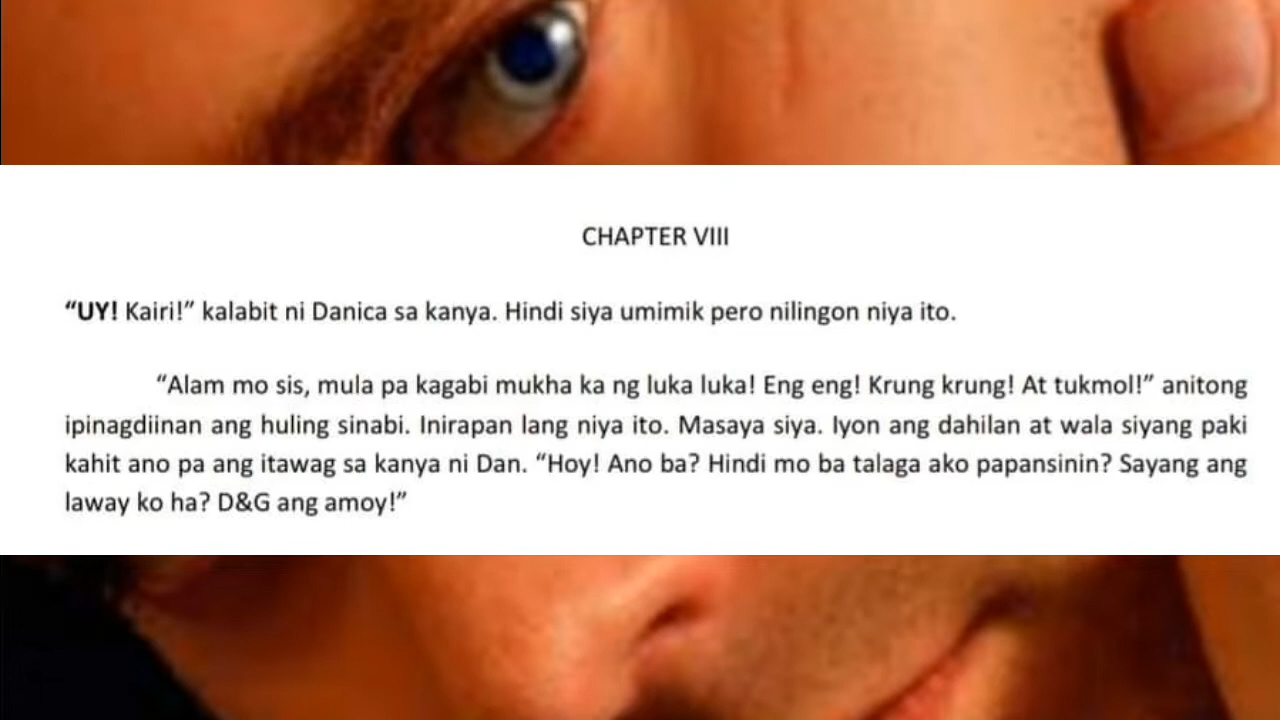 CHAPTER VIII
“UY! Kairi!” kalabit ni Danica sa kanya. Hindi siya umimik pero nilingon niya ito.
“Alam mo sis, mula pa kagabi mukha ka ng luka luka! Eng eng! Krung krung! At tukmol!” anitong
ipinagdiinan ang huling sinabi. Inirapan lang niya ito. Masaya siya. Iyon ang dahilan at wala siyang paki
kahit ano pa ang itawag sa kanya ni Dan. “Hoy! Ano ba? Hindi mo ba talaga ako papansinin? Sayang ang
laway ko ha? D&G ang amoy!”